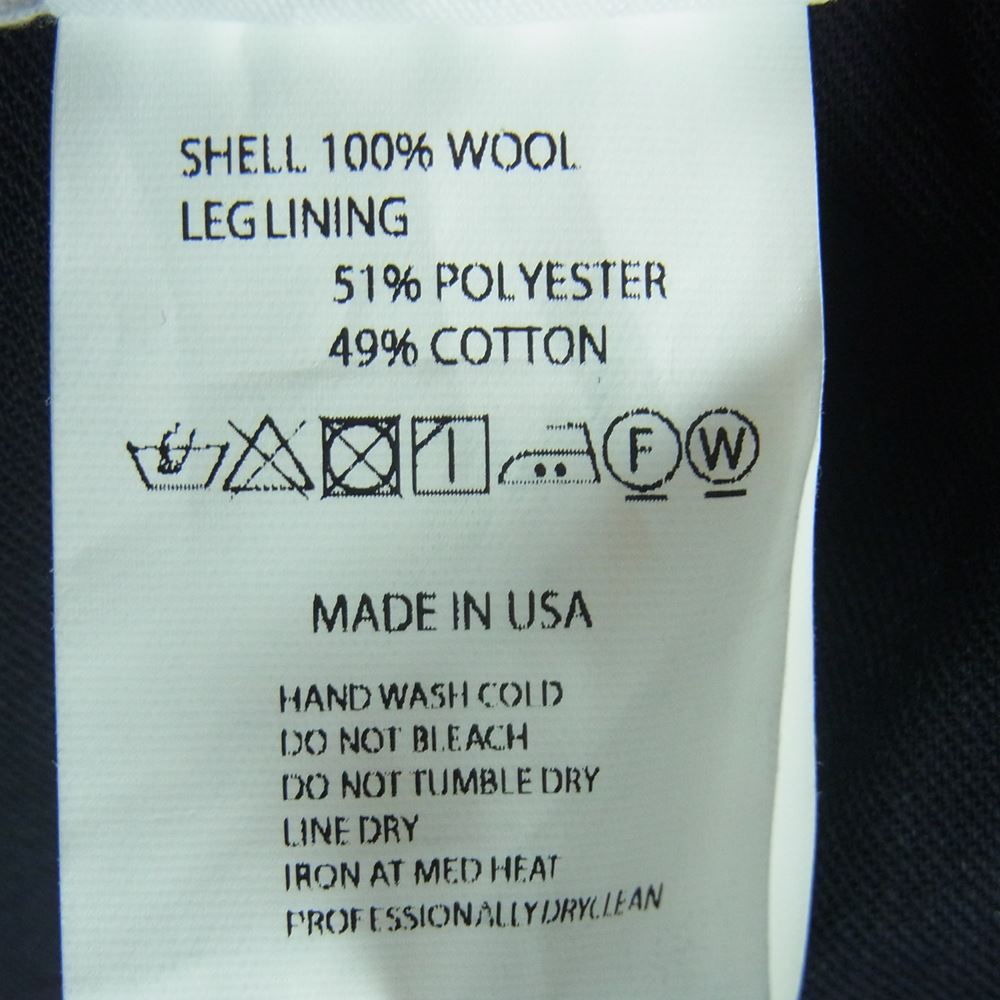 SHELL 100% WOOL
LEG LINING
51% POLYESTER
49% COTTON
F W
MADE IN USA
HAND WASH COLD
DO NOT BLEACH
DO NOT TUMBLE DRY
LINE DRY
IRON AT MED HEAT
PROFESSIONALLY DRYCLEAN